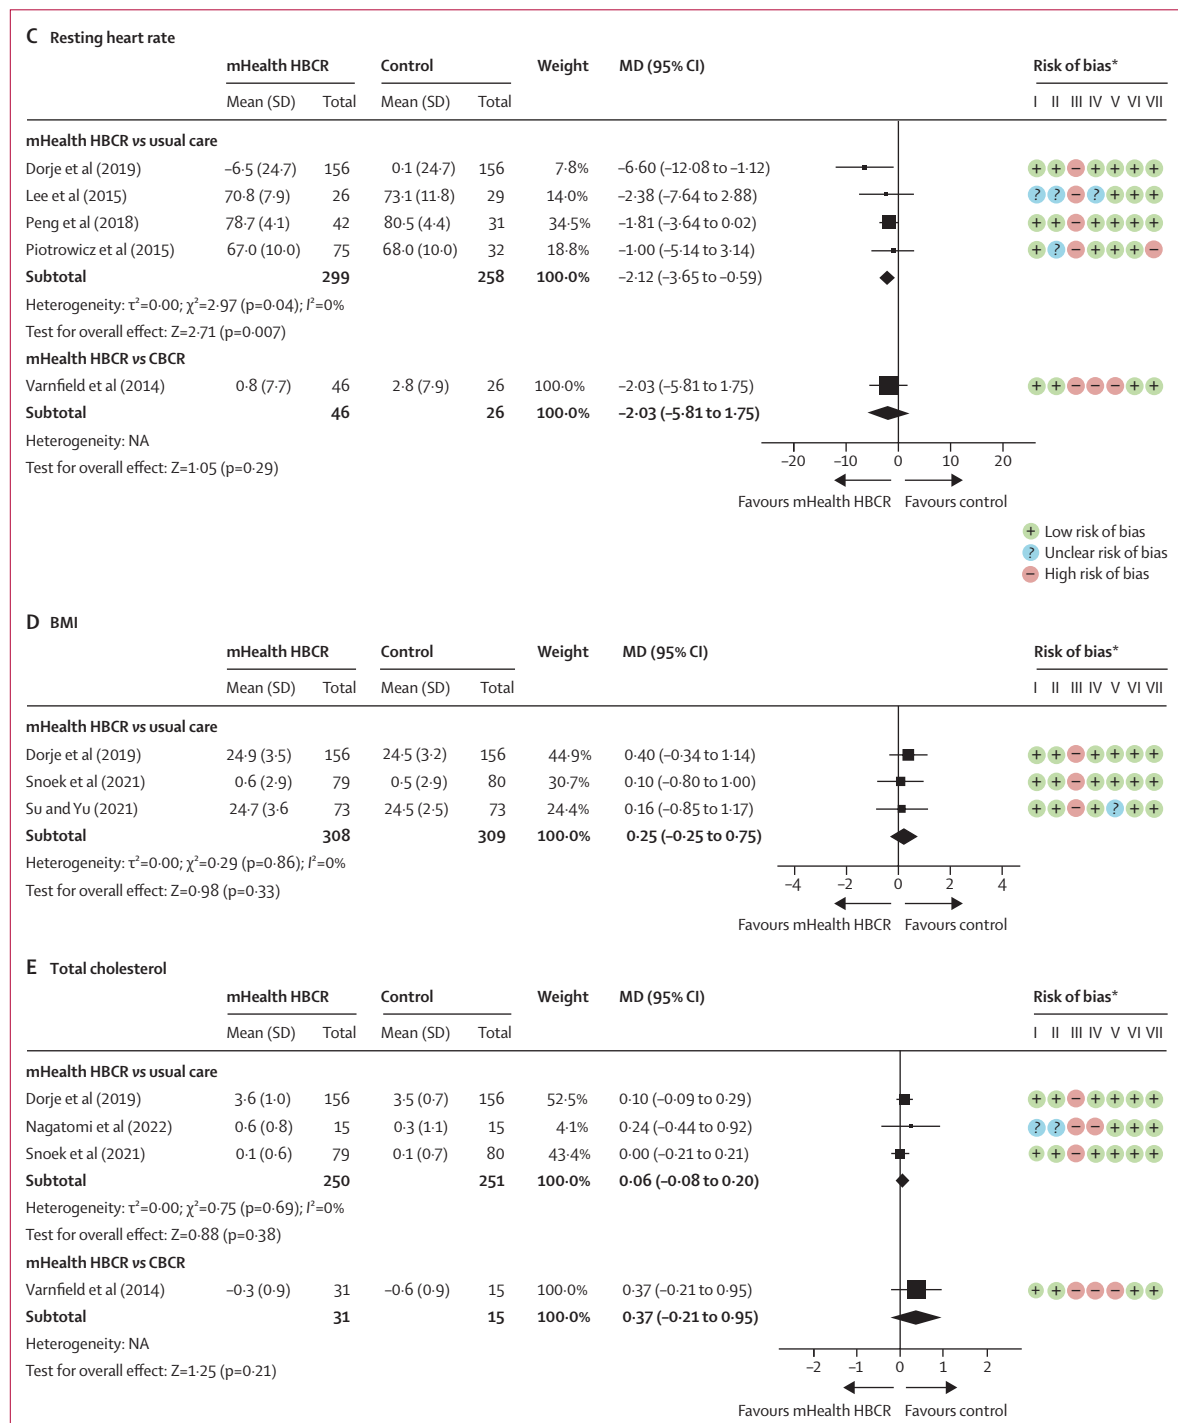 C Resting heart rate
mHealth HBCR Control Weight MD (95% CI) Risk of bias*
Mean (SD) Total Mean (SD) Total I II III IV V VI VII
mHealth HBCR vs usual care
Dorje et al (2019) –6·5 (24·7) 156 0·1 (24·7) 156 7·8% –6·60 (–12·08 to –1·12) + + – + + + +
Lee et al (2015) 70·8 (7·9) 26 73·1 (11·8) 29 14·0% –2·38 (–7·64 to 2·88) ? ? – ? + + +
Peng et al (2018) 78·7 (4·1) 42 80·5 (4·4) 31 34·5% –1·81 (–3·64 to 0·02) + + – + + + +
Piotrowicz et al (2015) 67·0 (10·0) 75 68·0 (10·0) 32 18·8% –1·00 (–5·14 to 3·14) + ? – + + + –
Subtotal 299 258 100·0% –2·12 (–3·65 to –0·59)
Heterogeneity: τ²=0·00; χ²=2·97 (p=0·04); I²=0%
Test for overall effect: Z=2·71 (p=0·007)
mHealth HBCR vs CBCR
Varnfield et al (2014) 0·8 (7·7) 46 2·8 (7·9) 26 100·0% –2·03 (–5·81 to 1·75) + + – – – + +
Subtotal 46 26 100·0% –2·03 (–5·81 to 1·75)
Heterogeneity: NA
Test for overall effect: Z=1·05 (p=0·29)
–20 –10 0 10 20
Favours mHealth HBCR Favours control
+ Low risk of bias
? Unclear risk of bias
– High risk of bias
D BMI
mHealth HBCR Control Weight MD (95% CI) Risk of bias*
Mean (SD) Total Mean (SD) Total I II III IV V VI VII
mHealth HBCR vs usual care
Dorje et al (2019) 24·9 (3·5) 156 24·5 (3·2) 156 44·9% 0·40 (–0·34 to 1·14) + + – + + + +
Snoek et al (2021) 0·6 (2·9) 79 0·5 (2·9) 80 30·7% 0·10 (–0·80 to 1·00) + + – + + + +
Su and Yu (2021) 24·7 (3·6 73 24·5 (2·5) 73 24·4% 0·16 (–0·85 to 1·17) + + – + ? + +
Subtotal 308 309 100·0% 0·25 (–0·25 to 0·75)
Heterogeneity: τ²=0·00; χ²=0·29 (p=0·86); I²=0%
Test for overall effect: Z=0·98 (p=0·33)
–4 –2 0 2 4
Favours mHealth HBCR Favours control
E Total cholesterol
mHealth HBCR Control Weight MD (95% CI) Risk of bias*
Mean (SD) Total Mean (SD) Total I II III IV V VI VII
mHealth HBCR vs usual care
Dorje et al (2019) 3·6 (1·0) 156 3·5 (0·7) 156 52·5% 0·10 (–0·09 to 0·29) + + – + + + +
Nagatomi et al (2022) 0·6 (0·8) 15 0·3 (1·1) 15 4·1% 0·24 (–0·44 to 0·92) ? ? – – + + +
Snoek et al (2021) 0·1 (0·6) 79 0·1 (0·7) 80 43·4% 0·00 (–0·21 to 0·21) + + – + + + +
Subtotal 250 251 100·0% 0·06 (–0·08 to 0·20)
Heterogeneity: τ²=0·00; χ²=0·75 (p=0·69); I²=0%
Test for overall effect: Z=0·88 (p=0·38)
mHealth HBCR vs CBCR
Varnfield et al (2014) –0·3 (0·9) 31 –0·6 (0·9) 15 100·0% 0·37 (–0·21 to 0·95) + + – – – + +
Subtotal 31 15 100·0% 0·37 (–0·21 to 0·95)
Heterogeneity: NA
Test for overall effect: Z=1·25 (p=0·21)
–2 –1 0 1 2
Favours mHealth HBCR Favours control